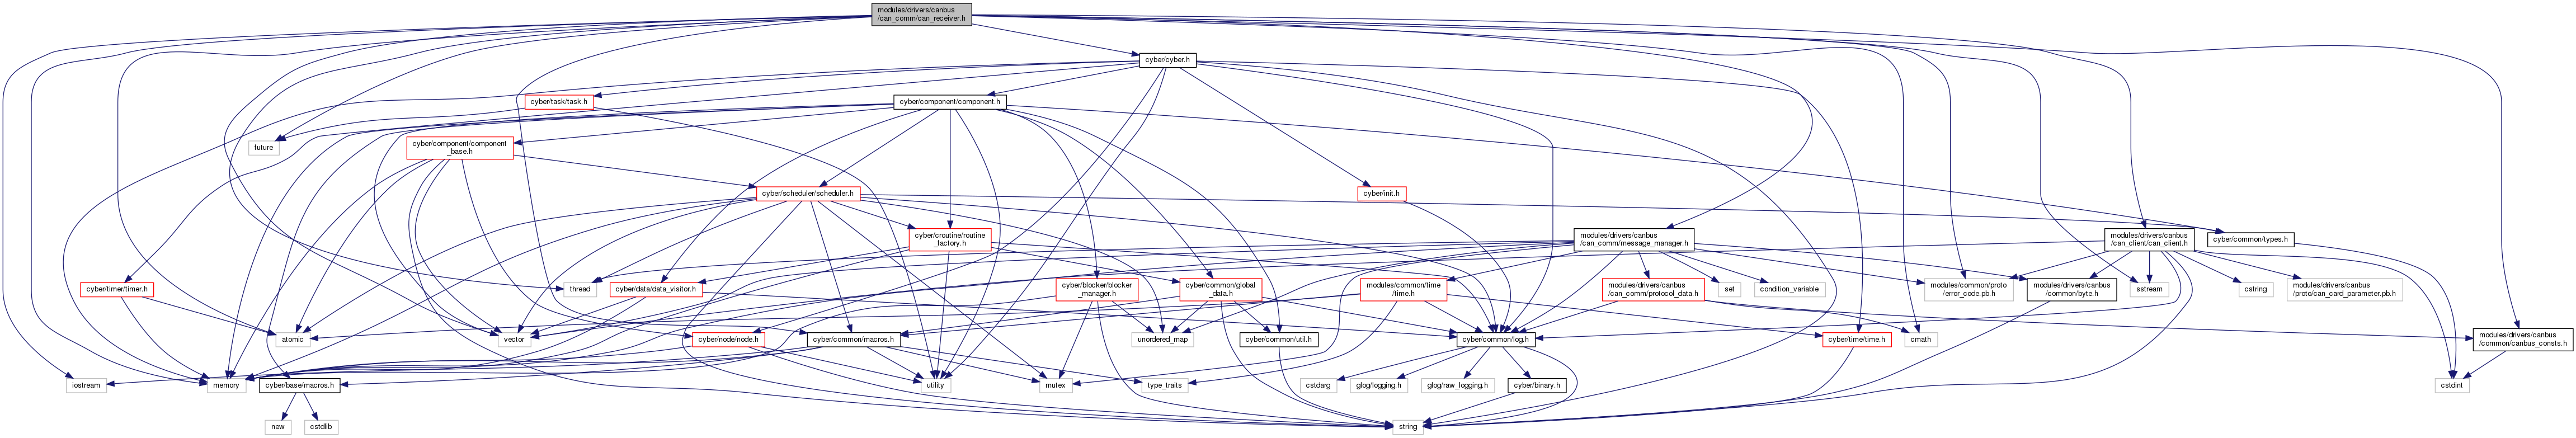 modules/drivers/canbus
/can_comm/can_receiver.h
cyber/cyber.h
cyber/task/task.h
cyber/component/component.h
future
cyber/component/component
_base.h
cyber/scheduler/scheduler.h
cyber/init.h
cyber/croutine/routine
_factory.h
modules/drivers/canbus
/can_comm/message_manager.h
modules/drivers/canbus
/can_client/can_client.h
cyber/common/types.h
cyber/timer/timer.h
thread
cyber/data/data_visitor.h
cyber/blocker/blocker
_manager.h
cyber/common/global
_data.h
modules/common/time
/time.h
modules/drivers/canbus
/can_comm/protocol_data.h
set
condition_variable
modules/common/proto
/error_code.pb.h
modules/drivers/canbus
/common/byte.h
sstream
cstring
modules/drivers/canbus
/proto/can_card_parameter.pb.h
atomic
vector
cyber/node/node.h
cyber/common/macros.h
unordered_map
cyber/common/util.h
cyber/common/log.h
cyber/time/time.h
cmath
modules/drivers/canbus
/common/canbus_consts.h
iostream
memory
cyber/base/macros.h
utility
mutex
type_traits
cstdarg
glog/logging.h
glog/raw_logging.h
cyber/binary.h
cstdint
new
cstdlib
string